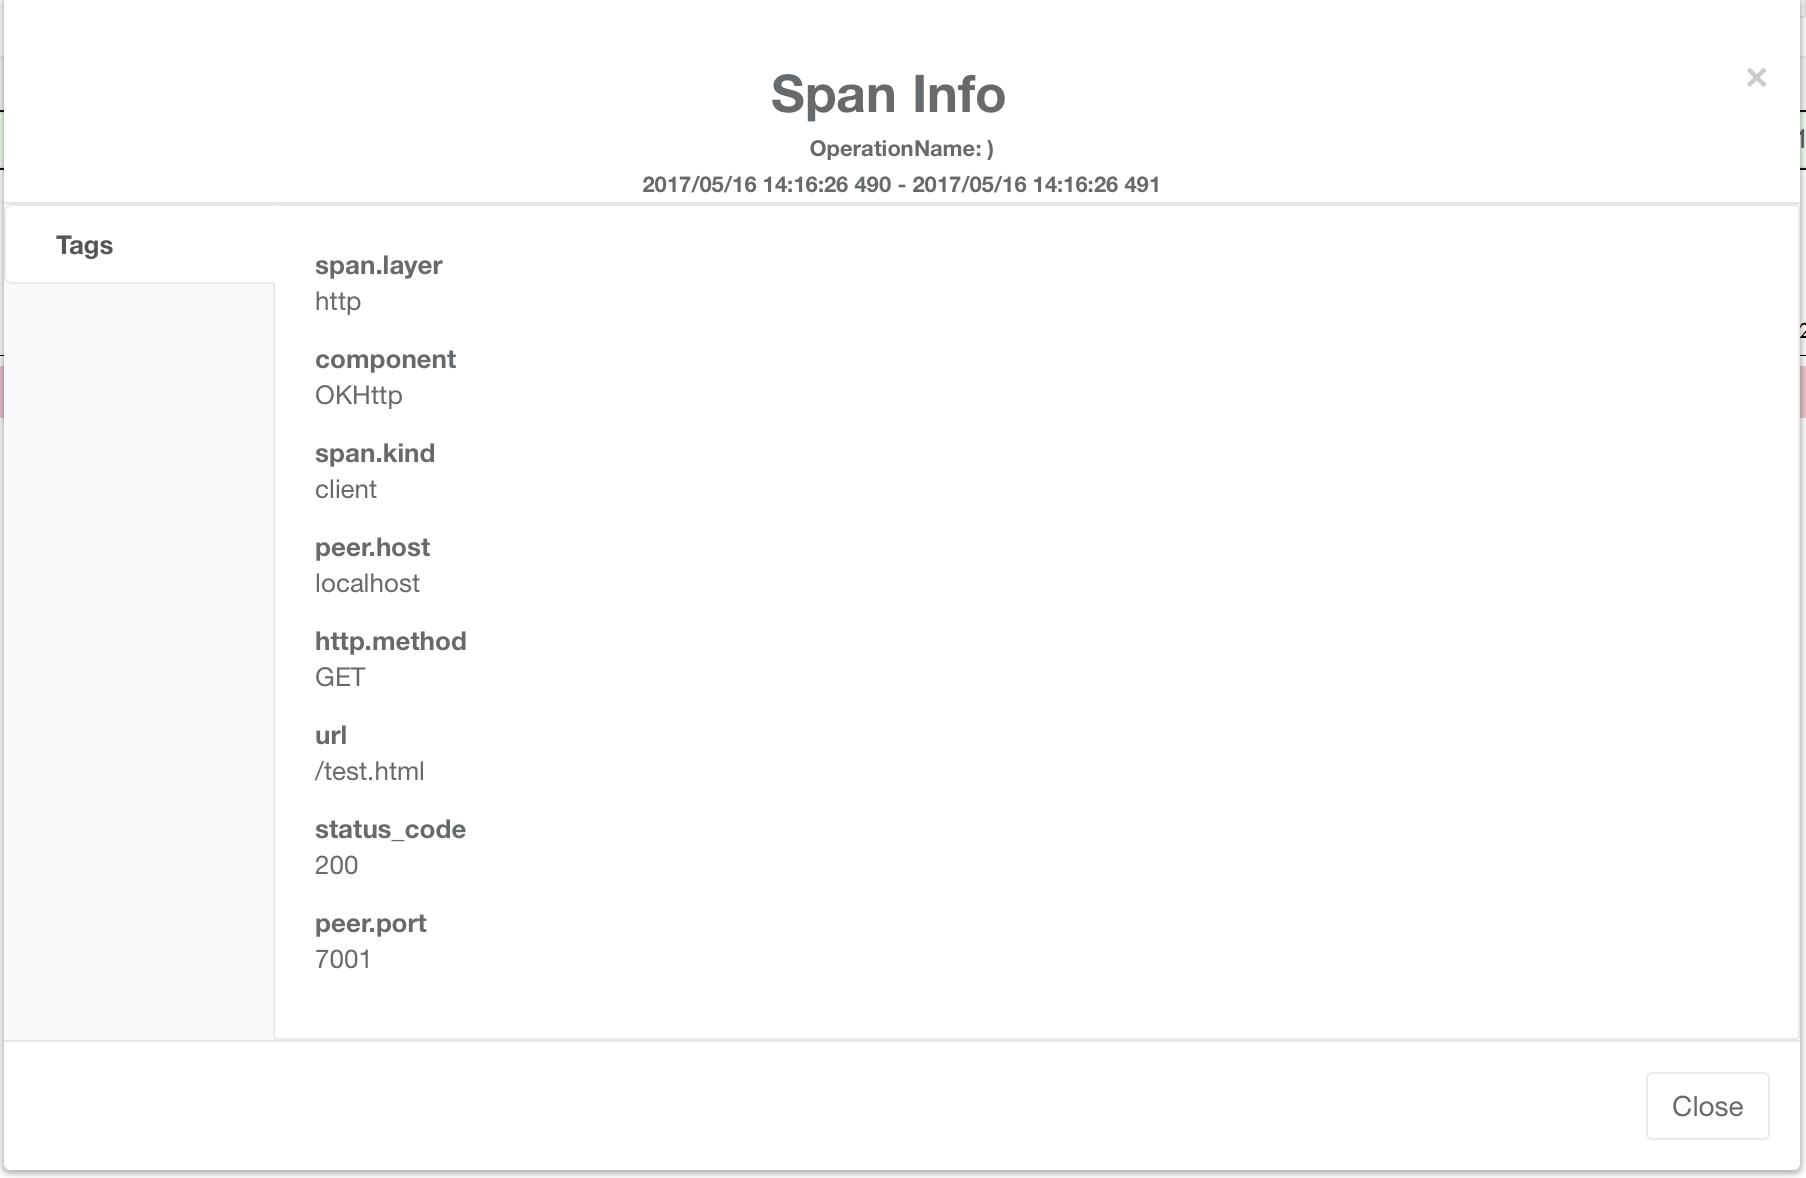 Span Info
×
OperationName: )
2017/05/16 14:16:26 490 - 2017/05/16 14:16:26 491
Tags
span.layer
http
component
OKHttp
span.kind
client
peer.host
localhost
http.method
GET
url
/test.html
status_code
200
peer.port
7001
Close